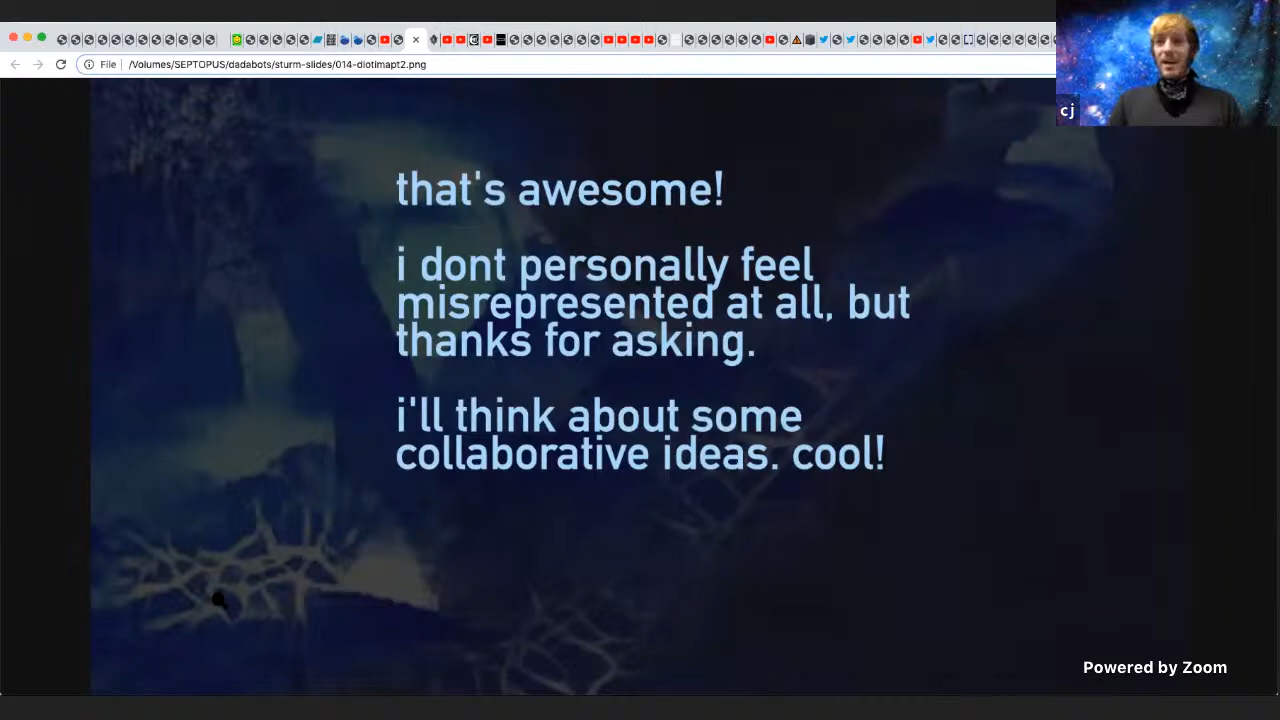 File
/Volumes/SEPTOPUS/dadabots/sturm-slides/014-diotimapt2.png
cj
that's awesome!
i dont personally feel
misrepresented at all, but
thanks for asking.
i'll think about some
collaborative ideas. cool!
Powered by Zoom